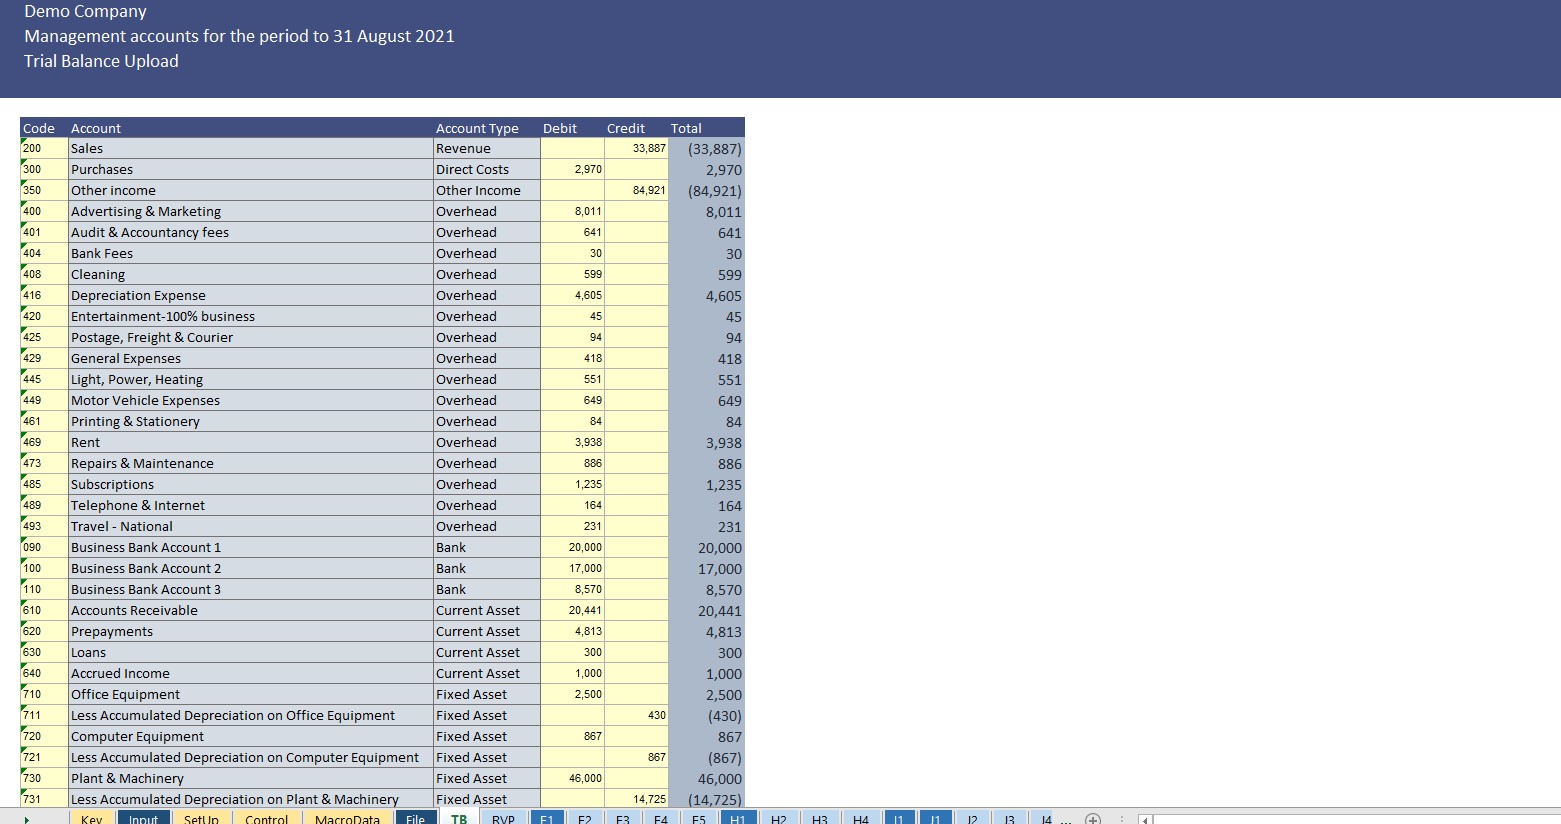 Demo Company
Management accounts for the period to 31 August 2021
Trial Balance Upload
Code Account Account Type Debit Credit Total
200 Sales Revenue 33,887 (33,887)
300 Purchases Direct Costs 2,970 2,970
350 Other income Other Income 84,921 (84,921)
400 Advertising & Marketing Overhead 8,011 8,011
401 Audit & Accountancy fees Overhead 641 641
404 Bank Fees Overhead 30 30
408 Cleaning Overhead 599 599
416 Depreciation Expense Overhead 4,605 4,605
420 Entertainment-100% business Overhead 45 45
425 Postage, Freight & Courier Overhead 94 94
429 General Expenses Overhead 418 418
445 Light, Power, Heating Overhead 551 551
449 Motor Vehicle Expenses Overhead 649 649
461 Printing & Stationery Overhead 84 84
469 Rent Overhead 3,938 3,938
473 Repairs & Maintenance Overhead 886 886
485 Subscriptions Overhead 1,235 1,235
489 Telephone & Internet Overhead 164 164
493 Travel - National Overhead 231 231
090 Business Bank Account 1 Bank 20,000 20,000
100 Business Bank Account 2 Bank 17,000 17,000
110 Business Bank Account 3 Bank 8,570 8,570
610 Accounts Receivable Current Asset 20,441 20,441
620 Prepayments Current Asset 4,813 4,813
630 Loans Current Asset 300 300
640 Accrued Income Current Asset 1,000 1,000
710 Office Equipment Fixed Asset 2,500 2,500
711 Less Accumulated Depreciation on Office Equipment Fixed Asset 430 (430)
720 Computer Equipment Fixed Asset 867 867
721 Less Accumulated Depreciation on Computer Equipment Fixed Asset 867 (867)
730 Plant & Machinery Fixed Asset 46,000 46,000
731 Less Accumulated Depreciation on Plant & Machinery Fixed Asset 14,725 (14,725)
Key Input SetUp Control MacroData File TB RVP E1 E2 E3 E4 E5 H1 H2 H3 H4 I1 J1 J2 J3 J4 ...